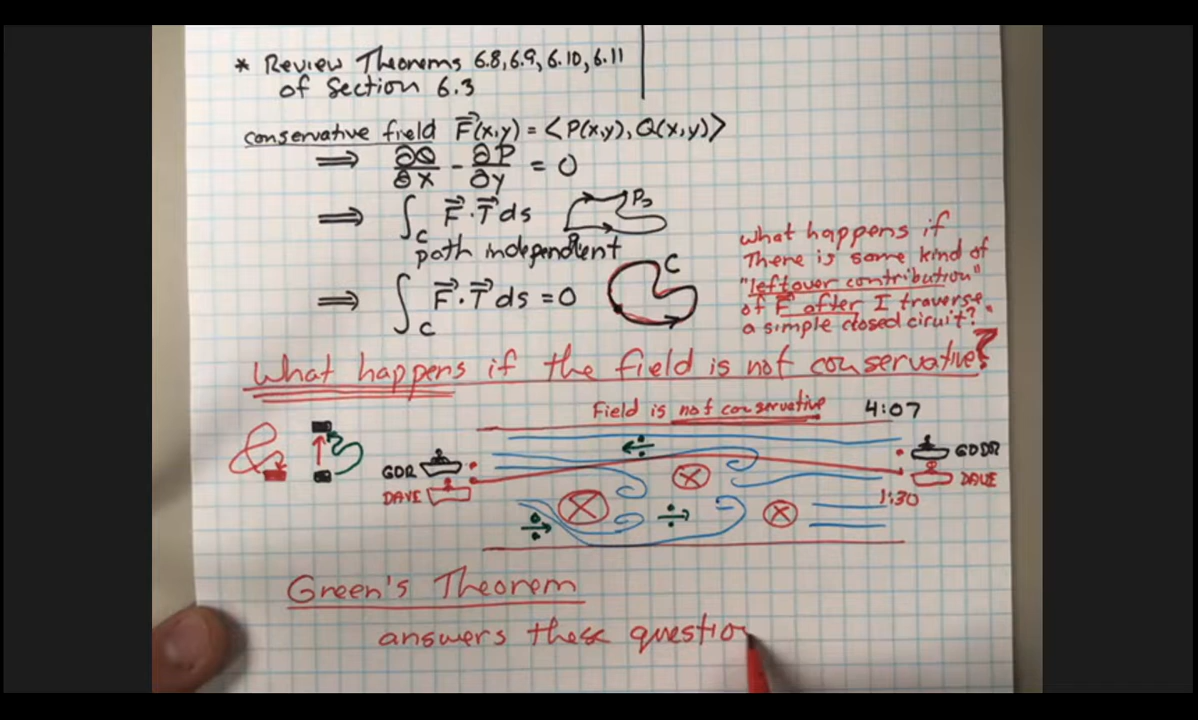 * Review Theorems 6.8, 6.9, 6.10, 6.11
of Section 6.3
conservative field F⃗(x,y) = <P(x,y), Q(x,y)>
⟹ ∂Q/∂x - ∂P/∂y = 0
⟹ ∫_C F⃗·T⃗ ds
path independent
⟹ ∫_C F⃗·T⃗ ds = 0
C
what happens if
There is some kind of
"leftover contribution"
of F⃗ after I traverse
a simple closed ciruit?
What happens if the field is not conservative?
Field is not conservative 4:07
DAVE
DAVE
1:30
Green's Theorem
answers these questio